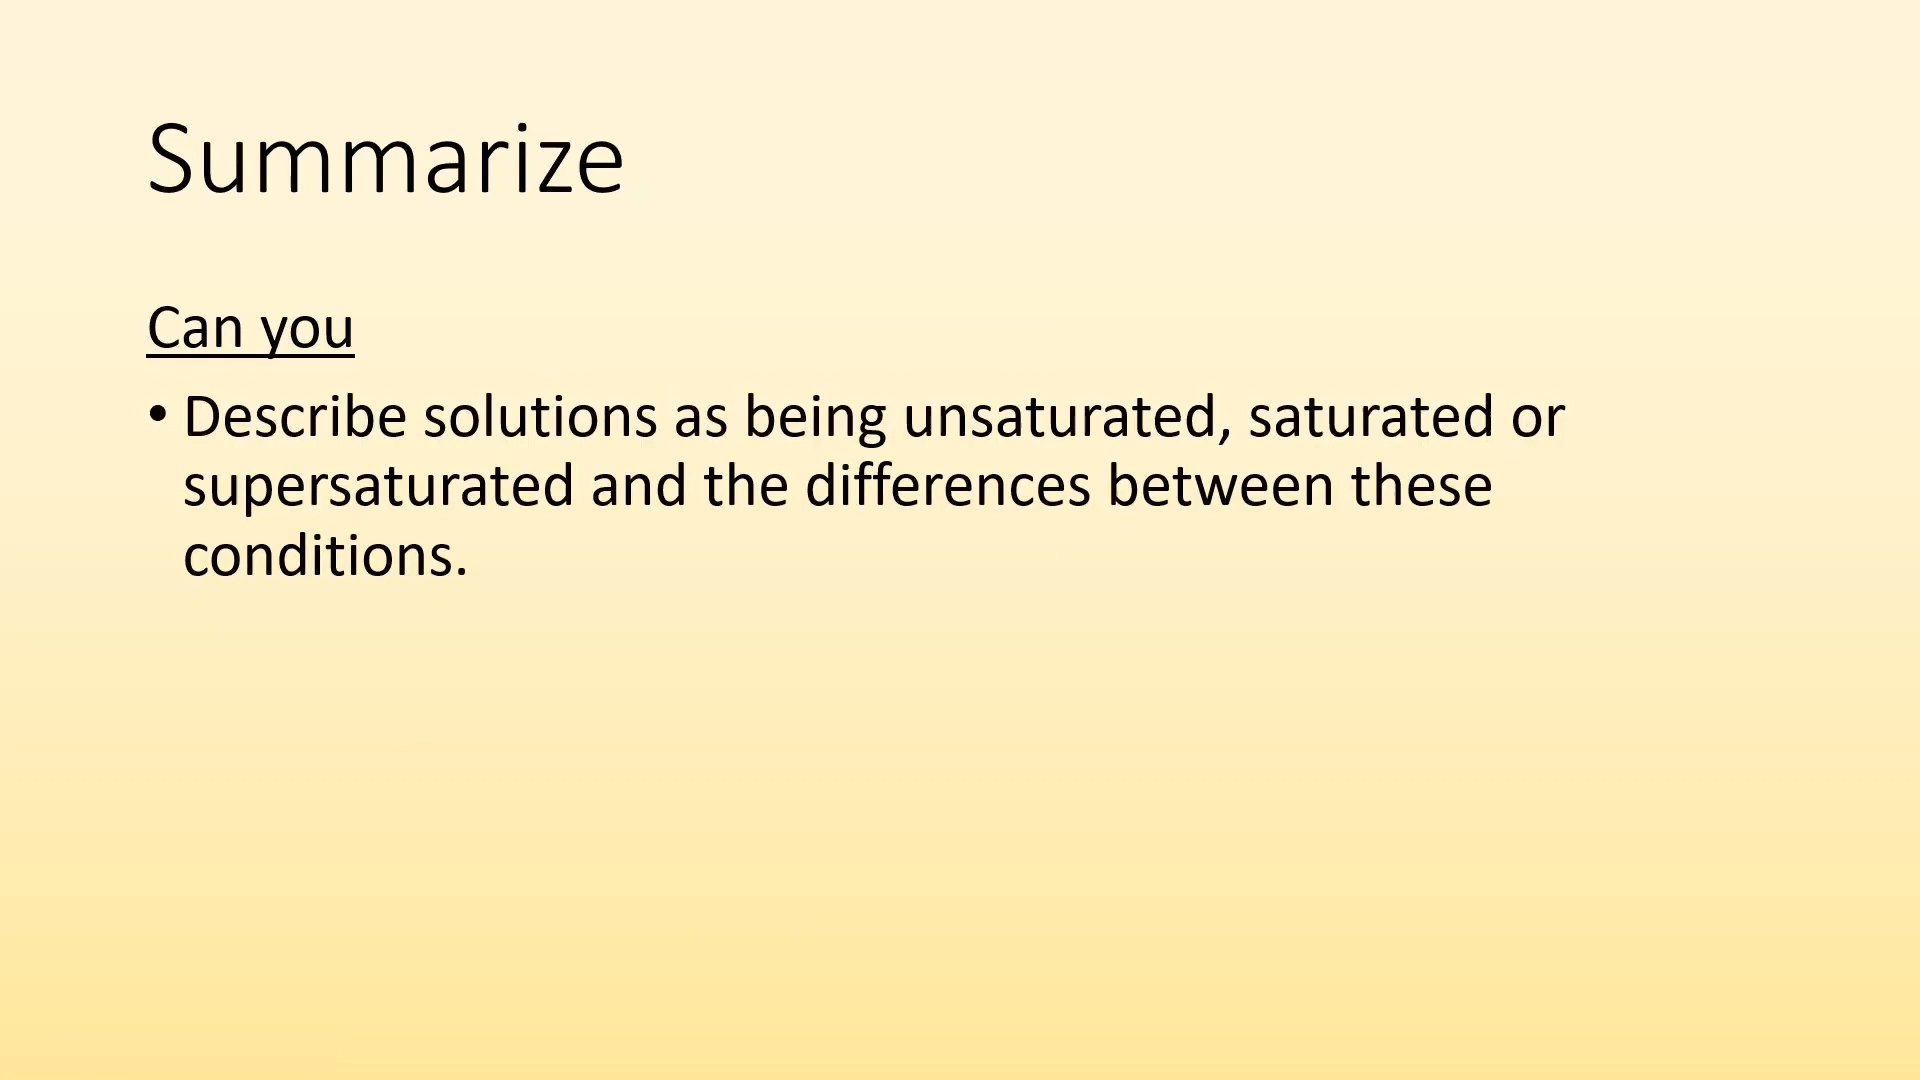 Summarize
Can you
• Describe solutions as being unsaturated, saturated or
supersaturated and the differences between these
conditions.